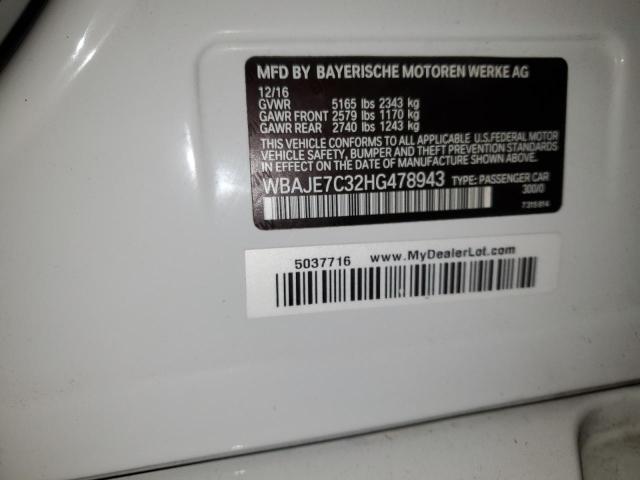 MFD BY BAYERISCHE MOTOREN WERKE AG
12/16
GVWR 5165 lbs 2343 kg
GAWR FRONT 2579 lbs 1170 kg
GAWR REAR 2740 lbs 1243 kg
THIS VEHICLE CONFORMS TO ALL APPLICABLE U.S.FEDERAL MOTOR
VEHICLE SAFETY, BUMPER AND THEFT PREVENTION STANDARDS
IN EFFECT ON THE DATE OF MANUFACTURE SHOWN ABOVE.
WBAJE7C32HG478943 TYPE: PASSENGER CAR
300/0
7 315 814
5037716 www.MyDealerLot.com